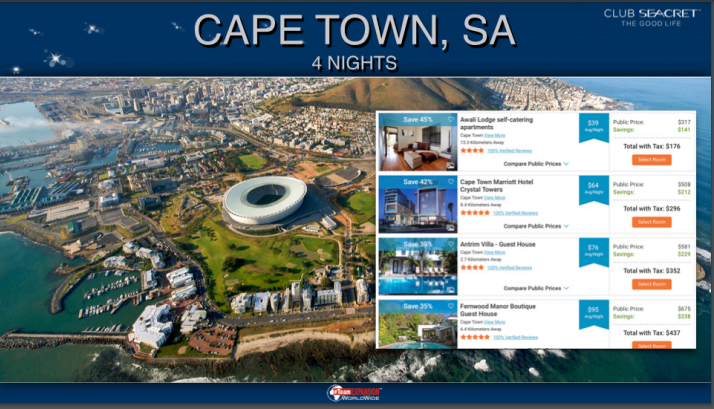 CAPE TOWN, SA
4 NIGHTS
CLUB SEACRET
THE GOOD LIFE
Save 45%
Awali Lodge self-catering
apartments
Cape Town View More
13.3 Kilometers Away
100% Verified Reviews
Compare Public Prices
$39
Avg/Night
Public Price: $317
Savings: $141
Total with Tax: $176
Select Room
Save 42%
Cape Town Marriott Hotel
Crystal Towers
Cape Town View More
8.4 Kilometers Away
100% Verified Reviews
Compare Public Prices
$64
Avg/Night
Public Price: $508
Savings: $212
Total with Tax: $296
Select Room
Save 39%
Antrim Villa - Guest House
Cape Town View More
2.7 Kilometers Away
100% Verified Reviews
Compare Public Prices
$76
Avg/Night
Public Price: $581
Savings: $229
Total with Tax: $352
Select Room
Save 35%
Fernwood Manor Boutique
Guest House
Cape Town View More
6.4 Kilometers Away
100% Verified Reviews
$95
Avg/Night
Public Price: $675
Savings: $238
Total with Tax: $437
Select Room
TeamEXPANSION
WORLDWIDE